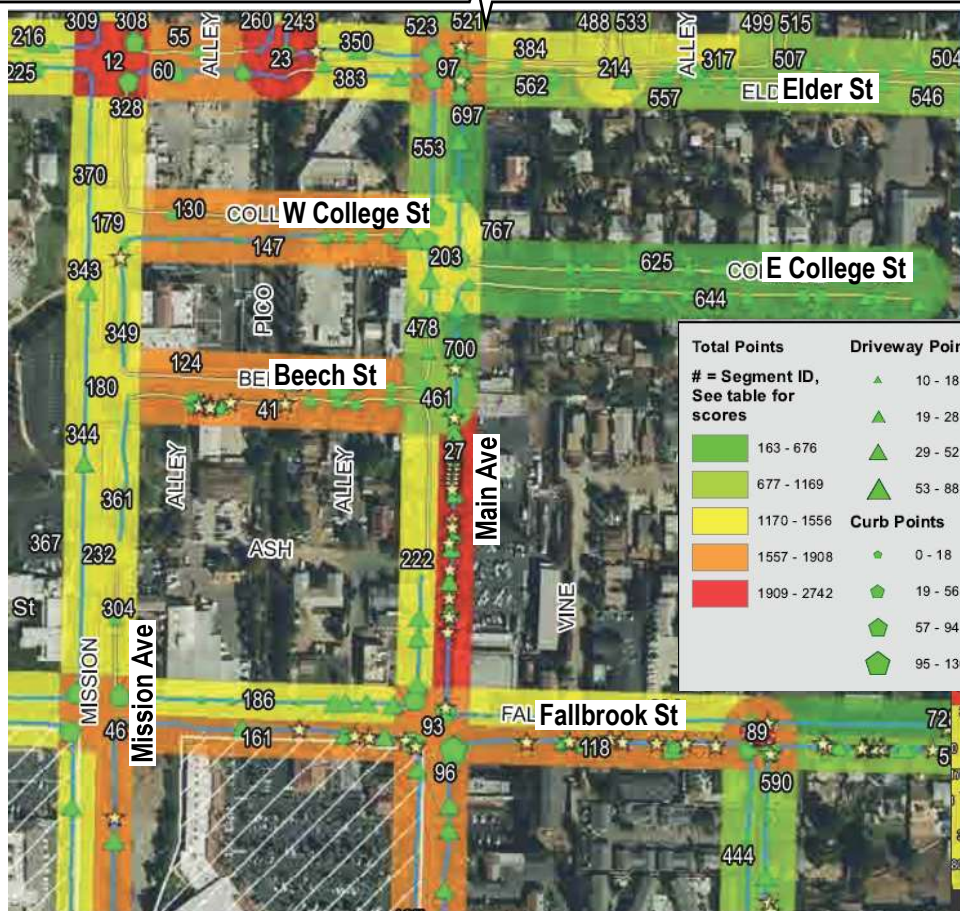 309 308 260 243 523 521 488 533 499 515
216 55 ALLEY 350 384 ALLEY 317 507 504
225 12 60 23 383 97 562 214 557 ELD Elder St 546
328 697
370 553
130 COLL W College St
179 147 767
343 203 625 CO E College St
644
349 PICO 478 700
124 BE Beech St
180 41 461
344 ALLEY ALLEY 27 Main Ave
361
367 232 ASH 222 VINE
St 304
MISSION Mission Ave
186 FAL Fallbrook St 72
46 161 93 118 89 5
96 590
444
Total Points
# = Segment ID,
See table for
scores
163 - 676
677 - 1169
1170 - 1556
1557 - 1908
1909 - 2742
Driveway Poin
10 - 18
19 - 28
29 - 52
53 - 88
Curb Points
0 - 18
19 - 56
57 - 94
95 - 13